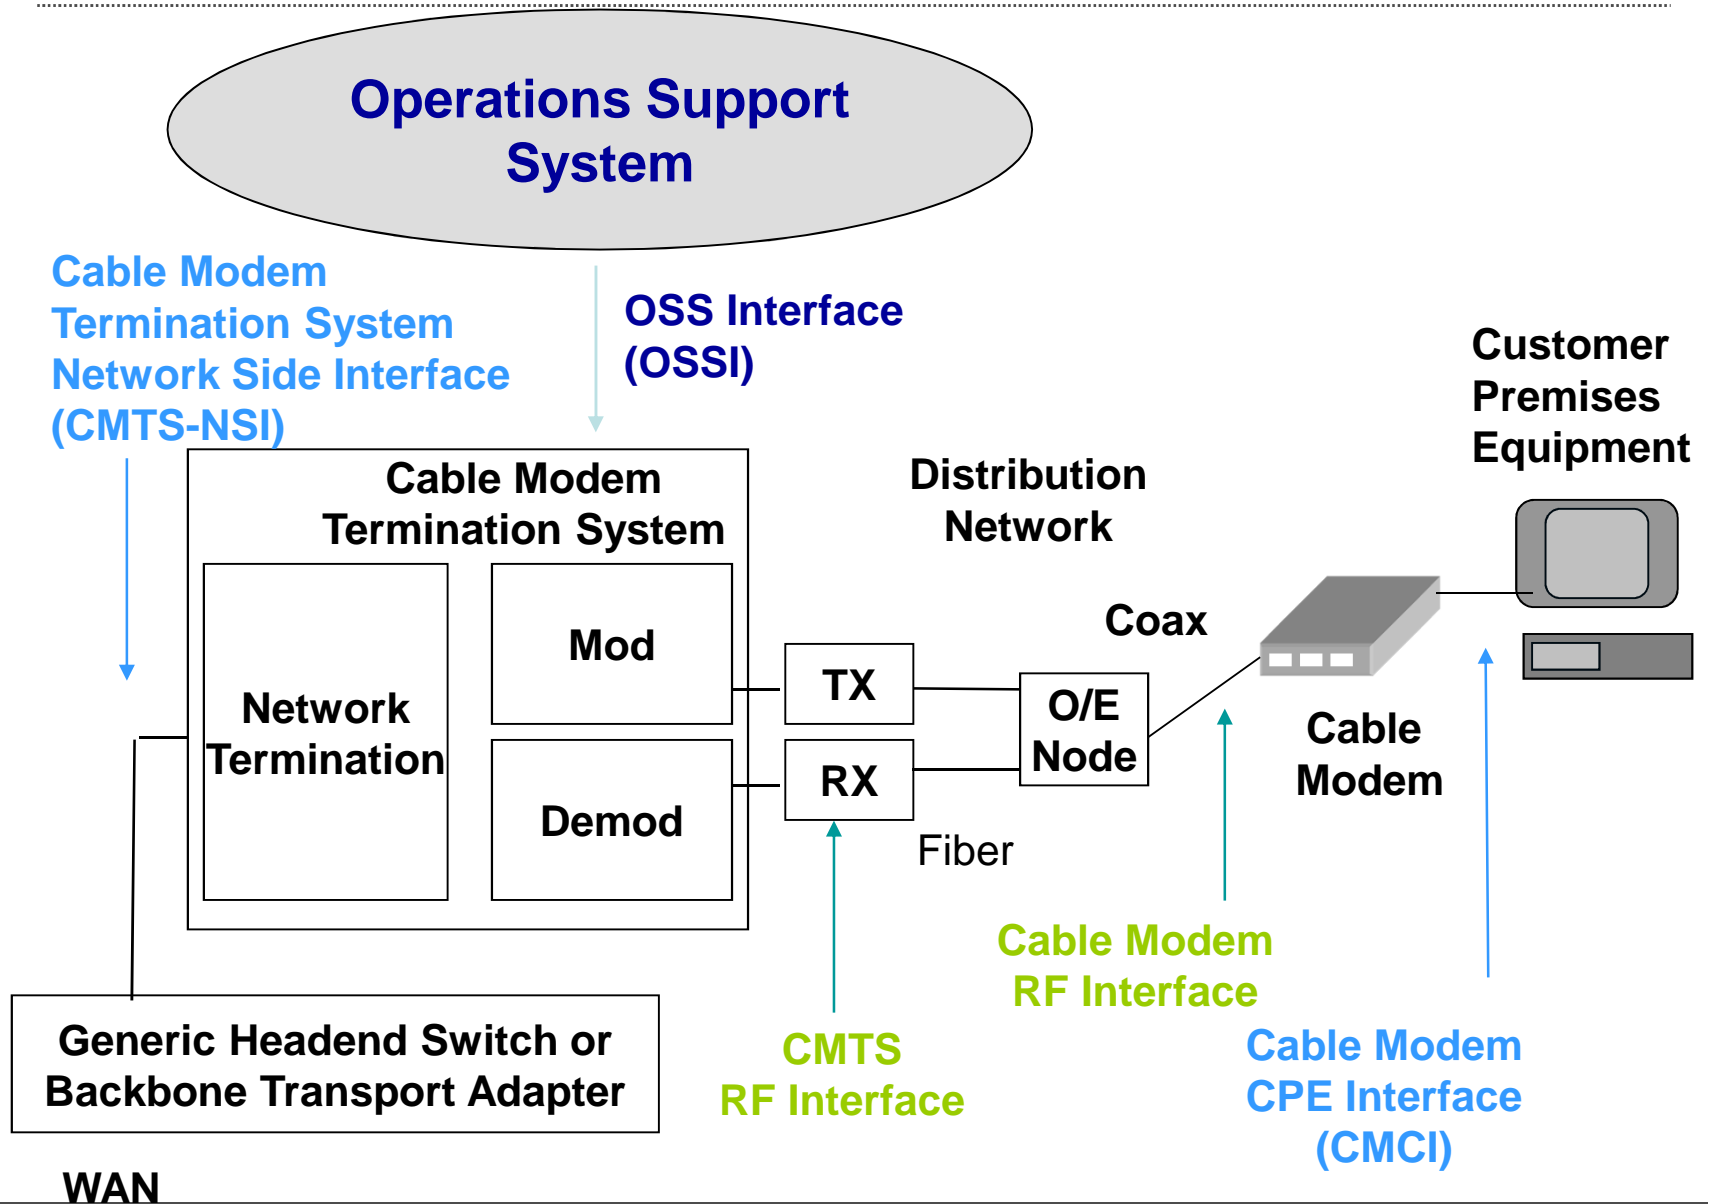 Operations Support
System
Cable Modem
Termination System
Network Side Interface
(CMTS-NSI)
OSS Interface
(OSSI)
Customer
Premises
Equipment
Cable Modem
Termination System
Distribution
Network
Network
Termination
Mod
Demod
TX
RX
Coax
O/E
Node
Cable
Modem
Fiber
Cable Modem
RF Interface
Generic Headend Switch or
Backbone Transport Adapter
CMTS
RF Interface
Cable Modem
CPE Interface
(CMCI)
WAN